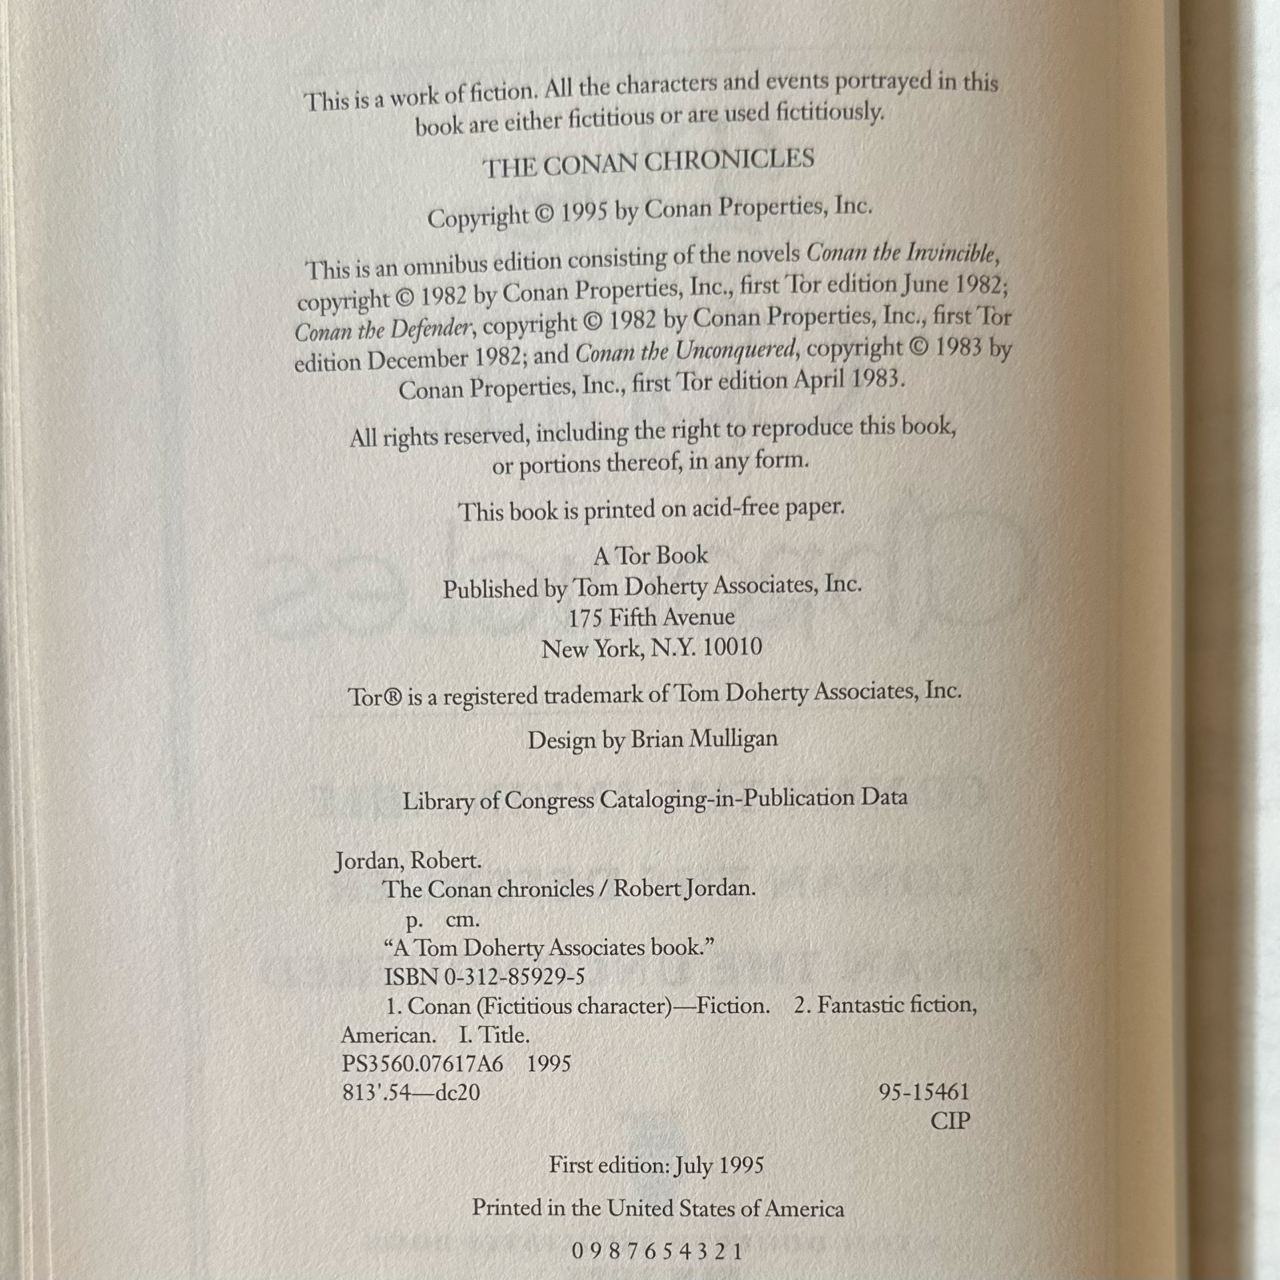 This is a work of fiction. All the characters and events portrayed in this
book are either fictitious or are used fictitiously.
THE CONAN CHRONICLES
Copyright © 1995 by Conan Properties, Inc.
This is an omnibus edition consisting of the novels Conan the Invincible,
copyright © 1982 by Conan Properties, Inc., first Tor edition June 1982;
Conan the Defender, copyright © 1982 by Conan Properties, Inc., first Tor
edition December 1982; and Conan the Unconquered, copyright © 1983 by
Conan Properties, Inc., first Tor edition April 1983.
All rights reserved, including the right to reproduce this book,
or portions thereof, in any form.
This book is printed on acid-free paper.
A Tor Book
Published by Tom Doherty Associates, Inc.
175 Fifth Avenue
New York, N.Y. 10010
Tor® is a registered trademark of Tom Doherty Associates, Inc.
Design by Brian Mulligan
Library of Congress Cataloging-in-Publication Data
Jordan, Robert.
The Conan chronicles / Robert Jordan.
p. cm.
“A Tom Doherty Associates book.”
ISBN 0-312-85929-5
1. Conan (Fictitious character)—Fiction. 2. Fantastic fiction,
American. I. Title.
PS3560.07617A6 1995
813'.54—dc20 95-15461
CIP
First edition: July 1995
Printed in the United States of America
0 9 8 7 6 5 4 3 2 1